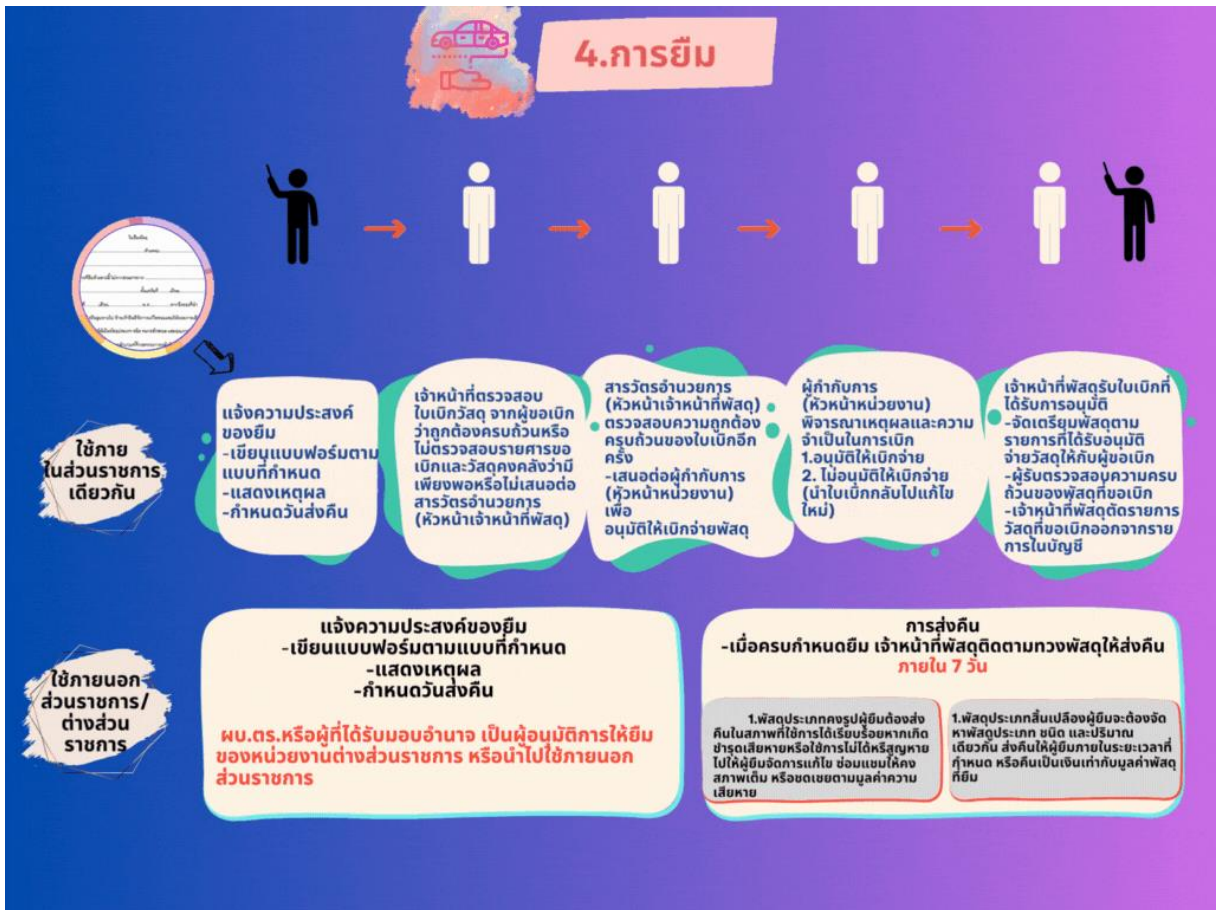 4.การยืม
ใช้ภาย
ในส่วนราชการ
เดียวกัน
แจ้งความประสงค์
ของยืม
-เขียนแบบฟอร์มตาม
แบบที่กำหนด
-แสดงเหตุผล
-กำหนดวันส่งคืน
เจ้าหน้าที่ตรวจสอบ
ใบเบิกวัสดุ จากผู้ขอเบิก
ว่าถูกต้องครบถ้วนหรือ
ไม่ตรวจสอบรายศารขอ
เบิกและวัสดุคงคลังว่ามี
เพียงพอหรือไม่เสนอต่อ
สารวัตรอำนวยการ
(หัวหน้าเจ้าหน้าที่พัสดุ)
สารวัตรอำนวยการ
(หัวหน้าเจ้าหน้าที่พัสดุ)
ตรวจสอบความถูกต้อง
ครบถ้วนของใบเบิกอีก
ครั้ง
-เสนอต่อผู้กำกับการ
(หัวหน้าหน่วยงาน)
เพื่อ
อนุมัติให้เบิกจ่ายพัสดุ
ผู้กำกับการ
(หัวหน้าหน่วยงาน)
พิจารณาเหตุผลและความ
จำเป็นในการเบิก
1.อนุมัติให้เบิกจ่าย
2. ไม่อนุมัติให้เบิกจ่าย
(นำใบเบิ้กกลับไปแก้ไข
ใหม่)
เจ้าหน้าที่พัสดุรับใบเบิกที่
ได้รับการอนุมัติ
-จัดเตรียมพัสดุตาม
รายการที่ได้รับอนุมัติ
จ่ายวัสดุให้กับผู้ขอเบิก
-ผู้รับตรวจสอบความครบ
ถ้วนของพัสดุที่ขอเบิก
-เจ้าหน้าที่พัสดุตัดรายการ
วัสดุที่ขอเบิกออกจากราย
การในบัญชี
ใช้ภายนอก
ส่วนราชการ/
ต่างส่วน
ราชการ
แจ้งความประสงค์ของยืม
-เขียนแบบฟอร์มตามแบบที่กำหนด
-แสดงเหตุผล
-กำหนดวันส่งคืน
ผบ.ตร.หรือผู้ที่ได้รับมอบอำนาจ เป็นผู้อนุมัติการให้ยืม
ของหน่วยงานต่างส่วนราชการ หรือนำไปใช้ภายนอก
ส่วนราชการ
การส่งคืน
-เมื่อครบกำหนดยืม เจ้าหน้าที่พัสดุติดตามทวงพัสดุให้ส่งคืน
ภายใน 7 วัน
1.พัสดุประเภทคงรูปผู้ยืมต้องส่ง
คืนในสภาพที่ใช้การได้เรียบร้อยหากเกิด
ชำรุดเสียหายหรือใช้การไม่ได้หรีสูญหาย
ไปให้ผู้ยืมจัดการแก้ไข ซ่อมแซมให้คง
สภาพเต็ม หรือชดเชยตามมูลค่าความ
เสียหาย
1.พัสดุประเภทสิ้นเปลืองผู้ยืมจะต้องจัด
หาพัสดุประเภท ชนิด และปริมาณ
เดียวกัน ส่งคืนให้ผู้ยืมภายในระยะเวลาที่
กำหนด หรือคืนเป็นเงินเท่ากับมูลค่าพัสดุ
ที่ยืม